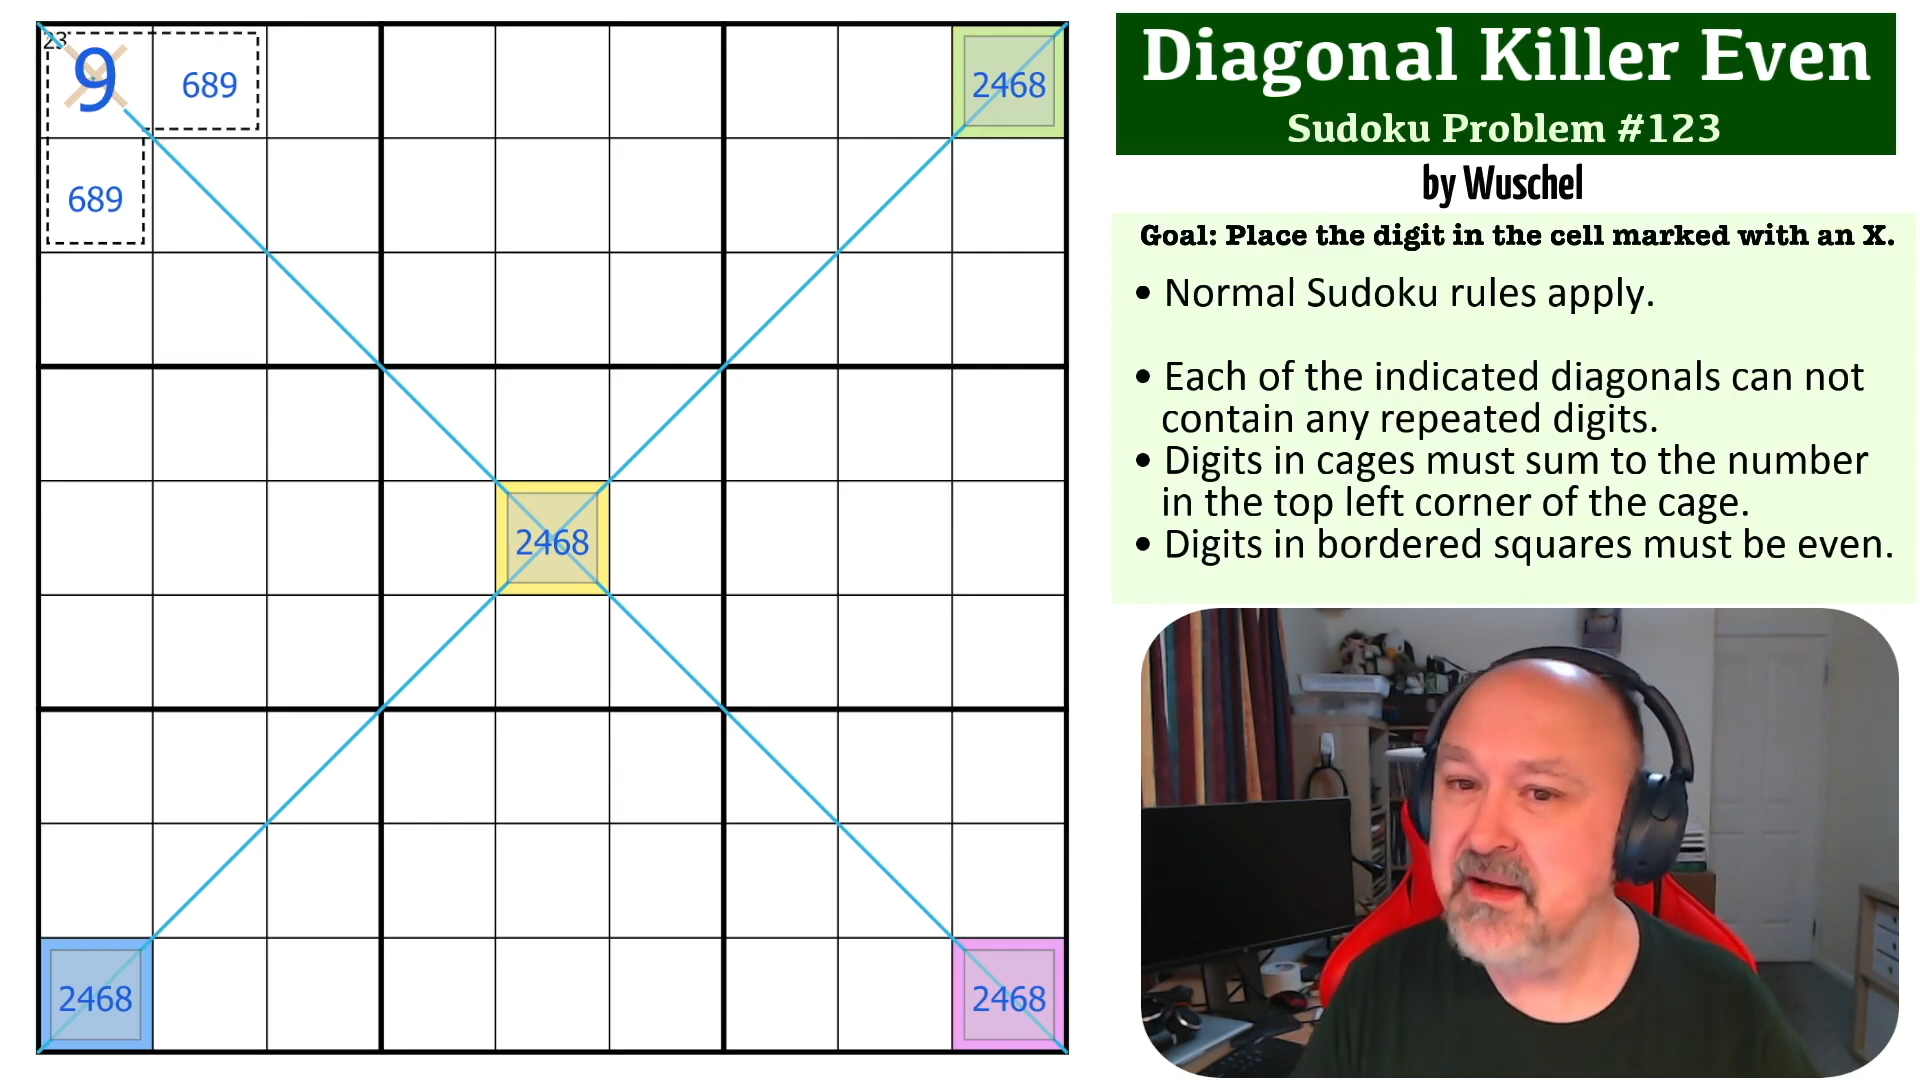 23
9
689
2468
689
2468
2468
2468
Diagonal Killer Even
Sudoku Problem #123
by Wuschel
Goal: Place the digit in the cell marked with an X.
• Normal Sudoku rules apply.
• Each of the indicated diagonals can not
contain any repeated digits.
• Digits in cages must sum to the number
in the top left corner of the cage.
• Digits in bordered squares must be even.